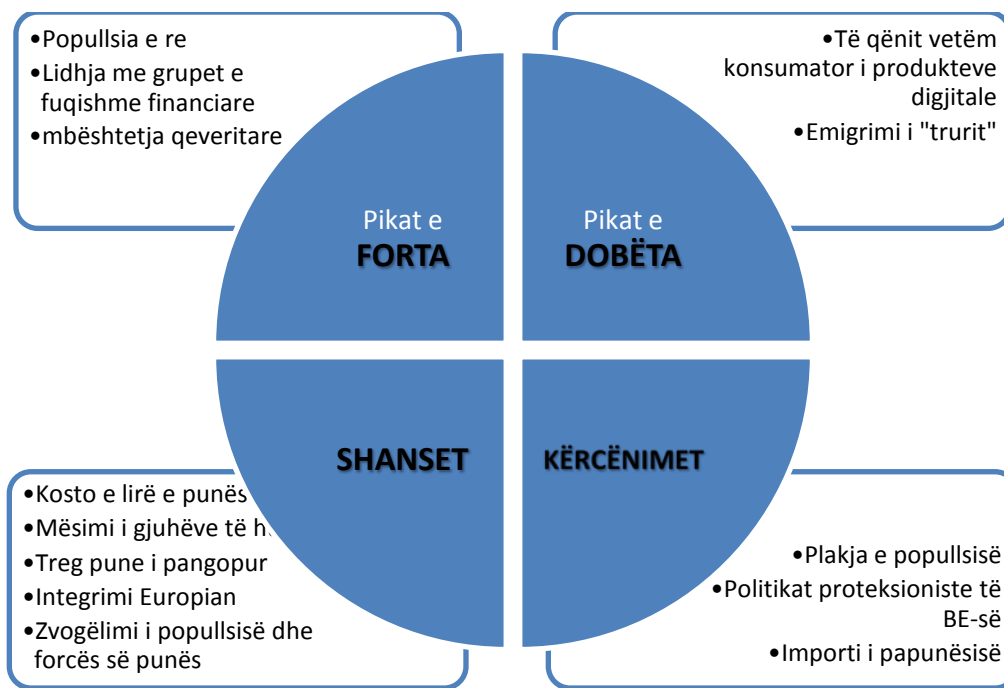 •Popullsia e re
•Lidhja me grupet e
fuqishme financiare
•mbështetja qeveritare
•Të qënit vetëm
konsumator i produkteve
digjitale
•Emigrimi i "trurit"
Pikat e
FORTA
Pikat e
DOBËTA
SHANSET
KËRCËNIMET
•Kosto e lirë e punës
•Mësimi i gjuhëve të
•Treg pune i pangopur
•Integrimi Europian
•Zvogëlimi i popullsisë dhe
forcës së punës
•Plakja e popullsisë
•Politikat proteksioniste të
BE-së
•Importi i papunësisë